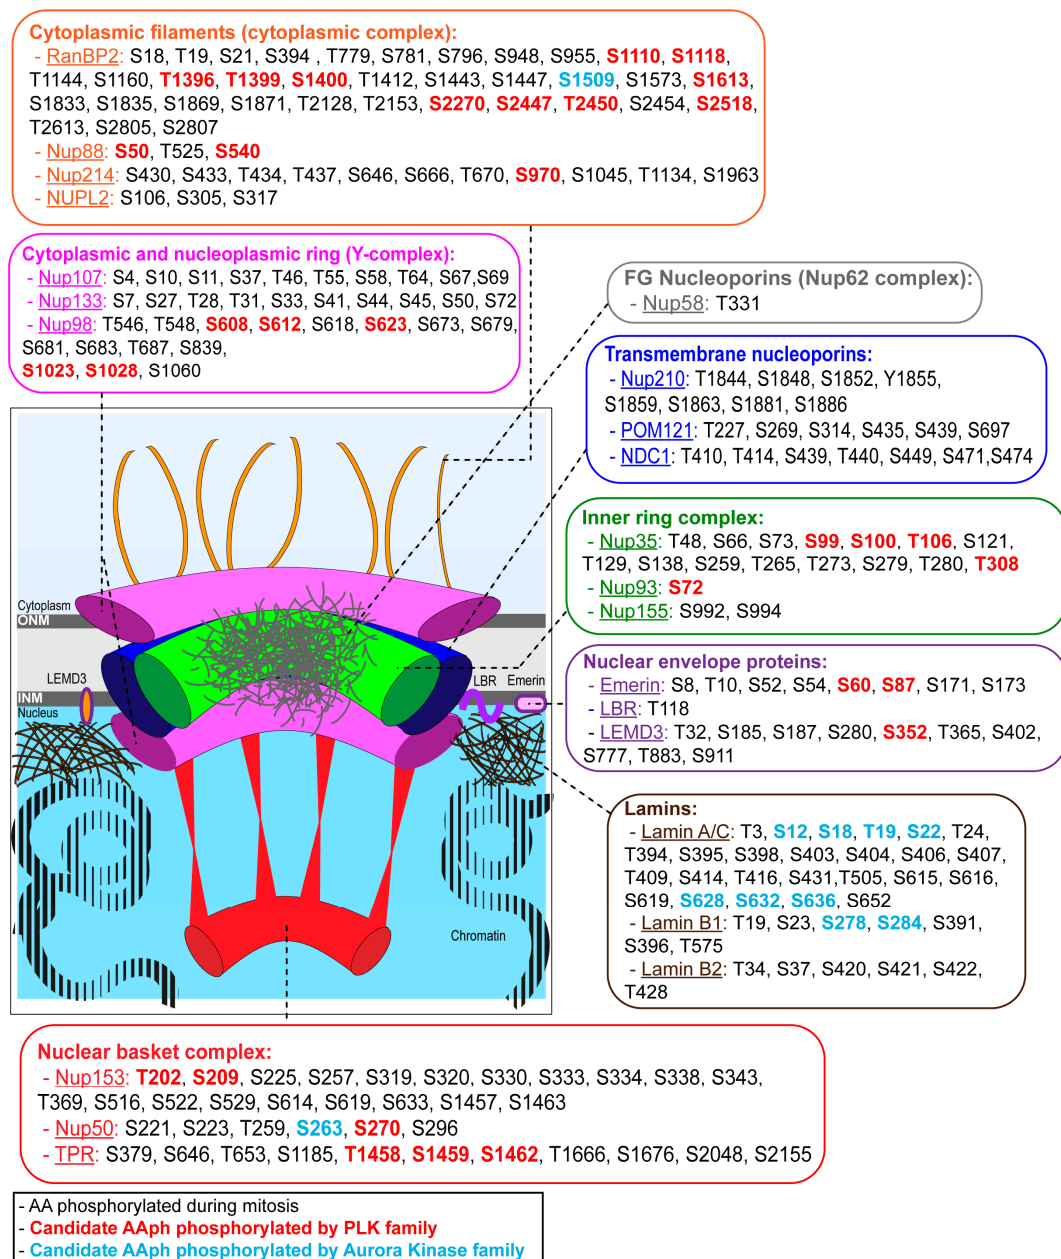 Cytoplasmic filaments (cytoplasmic complex):
- RanBP2: S18, T19, S21, S394 , T779, S781, S796, S948, S955, S1110, S1118,
T1144, S1160, T1396, T1399, S1400, T1412, S1443, S1447, S1509, S1573, S1613,
S1833, S1835, S1869, S1871, T2128, T2153, S2270, S2447, T2450, S2454, S2518,
T2613, S2805, S2807
- Nup88: S50, T525, S540
- Nup214: S430, S433, T434, T437, S646, S666, T670, S970, S1045, T1134, S1963
- NUPL2: S106, S305, S317
Cytoplasmic and nucleoplasmic ring (Y-complex):
- Nup107: S4, S10, S11, S37, T46, T55, S58, T64, S67,S69
- Nup133: S7, S27, T28, T31, S33, S41, S44, S45, S50, S72
- Nup98: T546, T548, S608, S612, S618, S623, S673, S679,
S681, S683, T687, S839,
S1023, S1028, S1060
FG Nucleoporins (Nup62 complex):
- Nup58: T331
Transmembrane nucleoporins:
- Nup210: T1844, S1848, S1852, Y1855,
S1859, S1863, S1881, S1886
- POM121: T227, S269, S314, S435, S439, S697
- NDC1: T410, T414, S439, T440, S449, S471,S474
Inner ring complex:
- Nup35: T48, S66, S73, S99, S100, T106, S121,
T129, S138, S259, T265, T273, S279, T280, T308
- Nup93: S72
- Nup155: S992, S994
Nuclear envelope proteins:
- Emerin: S8, T10, S52, S54, S60, S87, S171, S173
- LBR: T118
- LEMD3: T32, S185, S187, S280, S352, T365, S402,
S777, T883, S911
Lamins:
- Lamin A/C: T3, S12, S18, T19, S22, T24,
T394, S395, S398, S403, S404, S406, S407,
T409, S414, T416, S431,T505, S615, S616,
S619, S628, S632, S636, S652
- Lamin B1: T19, S23, S278, S284, S391,
S396, T575
- Lamin B2: T34, S37, S420, S421, S422,
T428
Cytoplasm
ONM
LEMD3
LBR
Emerin
INM
Nucleus
Chromatin
Nuclear basket complex:
- Nup153: T202, S209, S225, S257, S319, S320, S330, S333, S334, S338, S343,
T369, S516, S522, S529, S614, S619, S633, S1457, S1463
- Nup50: S221, S223, T259, S263, S270, S296
- TPR: S379, S646, T653, S1185, T1458, S1459, S1462, T1666, S1676, S2048, S2155
- AA phosphorylated during mitosis
- Candidate AAph phosphorylated by PLK family
- Candidate AAph phosphorylated by Aurora Kinase family